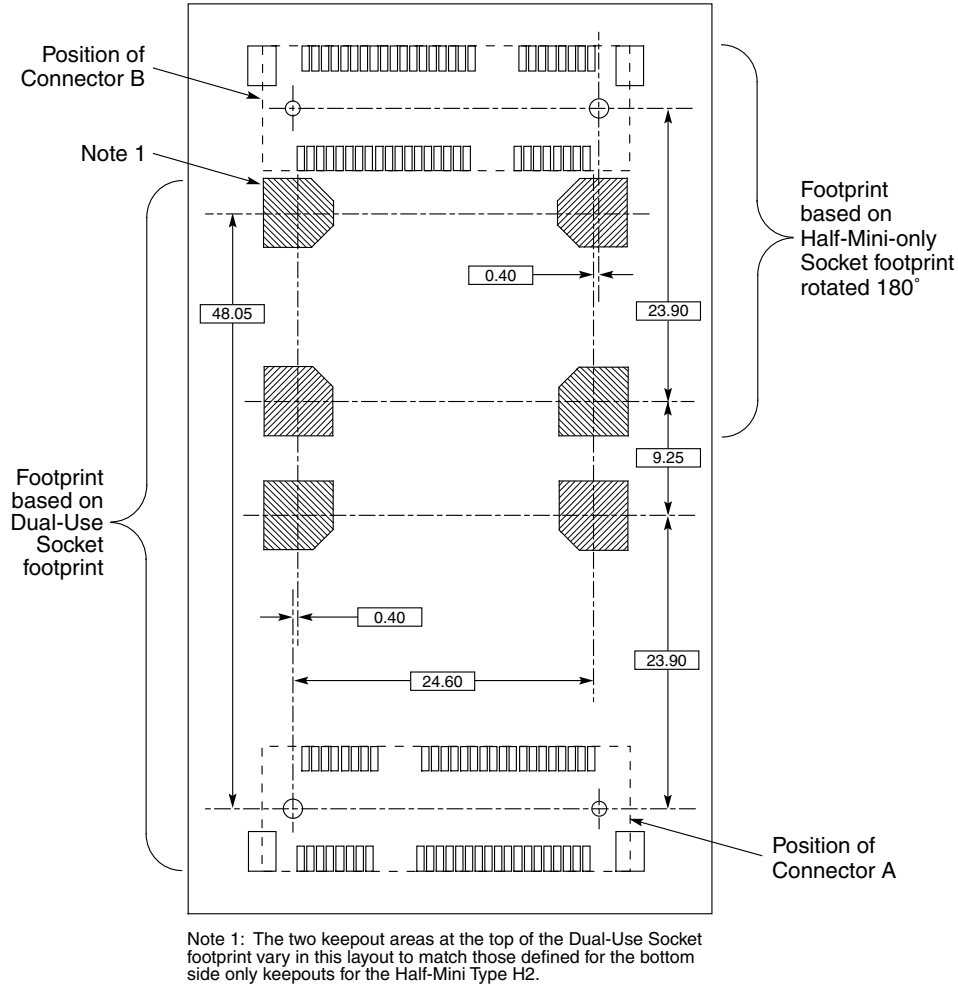 Position of
Connector B
Note 1
Footprint
based on
Half-Mini-only
Socket footprint
rotated 180˚
0.40
48.05
23.90
9.25
Footprint
based on
Dual-Use
Socket
footprint
0.40
23.90
24.60
Position of
Connector A
Note 1: The two keepout areas at the top of the Dual-Use Socket
footprint vary in this layout to match those defined for the bottom
side only keepouts for the Half-Mini Type H2.